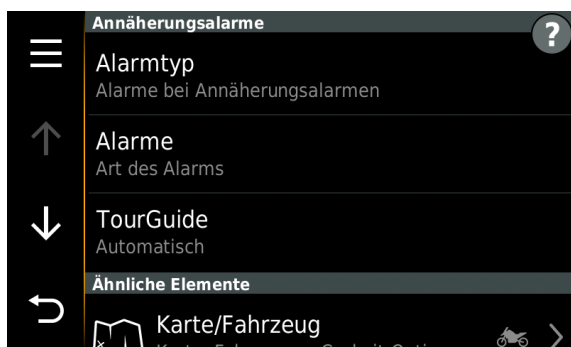 Annäherungsalarme
?
Alarmtyp
Alarme bei Annäherungsalarmen
Alarme
Art des Alarms
TourGuide
Automatisch
Ähnliche Elemente
Karte/Fahrzeug